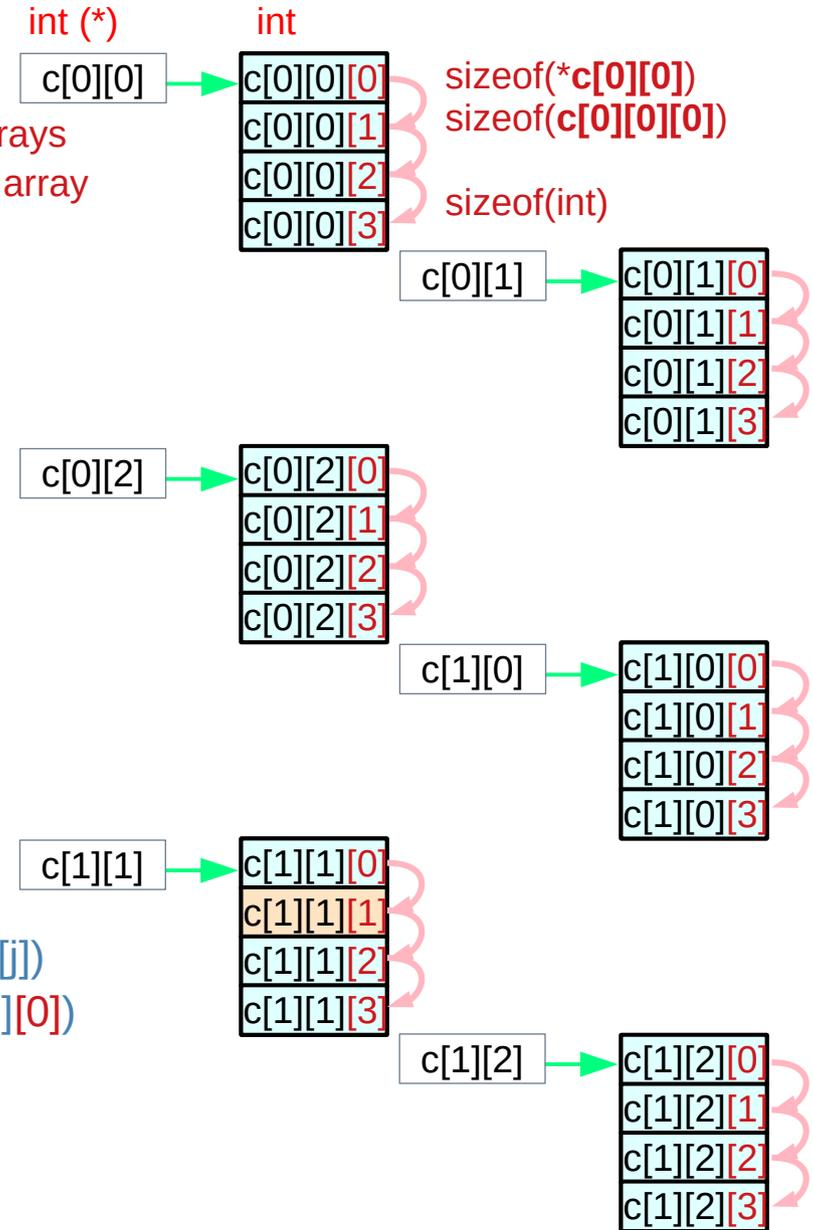 int (*) int
c[0][0]
c[0][0][0]
c[0][0][1]
c[0][0][2]
c[0][0][3]
sizeof(*c[0][0])
sizeof(c[0][0][0])
sizeof(int)
rays
array
c[0][1]
c[0][1][0]
c[0][1][1]
c[0][1][2]
c[0][1][3]
c[0][2]
c[0][2][0]
c[0][2][1]
c[0][2][2]
c[0][2][3]
c[1][0]
c[1][0][0]
c[1][0][1]
c[1][0][2]
c[1][0][3]
c[1][1]
c[1][1][0]
c[1][1][1]
c[1][1][2]
c[1][1][3]
[j])
][0])
c[1][2]
c[1][2][0]
c[1][2][1]
c[1][2][2]
c[1][2][3]